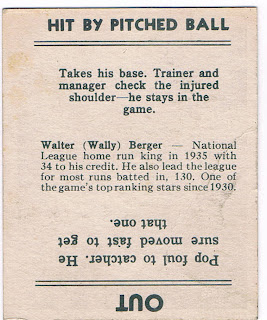 HIT BY PITCHED BALL
Takes his base. Trainer and
manager check the injured
shoulder—he stays in the
game.
Walter (Wally) Berger — National
League home run king in 1935 with
34 to his credit. He also lead the league
for most runs batted in, 130. One of
the game's top ranking stars since 1930.
OUT
Pop foul to catcher. He
sure moved fast to get
that one.